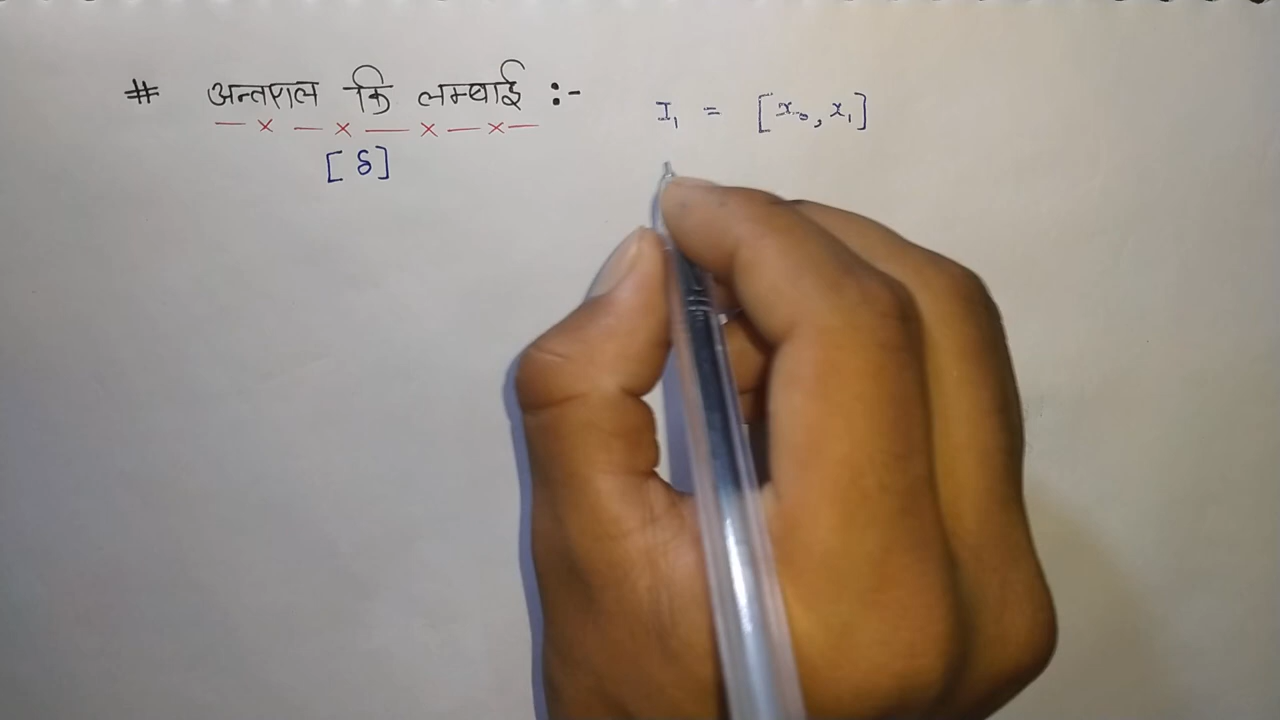 # अन्तराल कि लम्बाई :- I₁ = [x₀, x₁]
[δ]